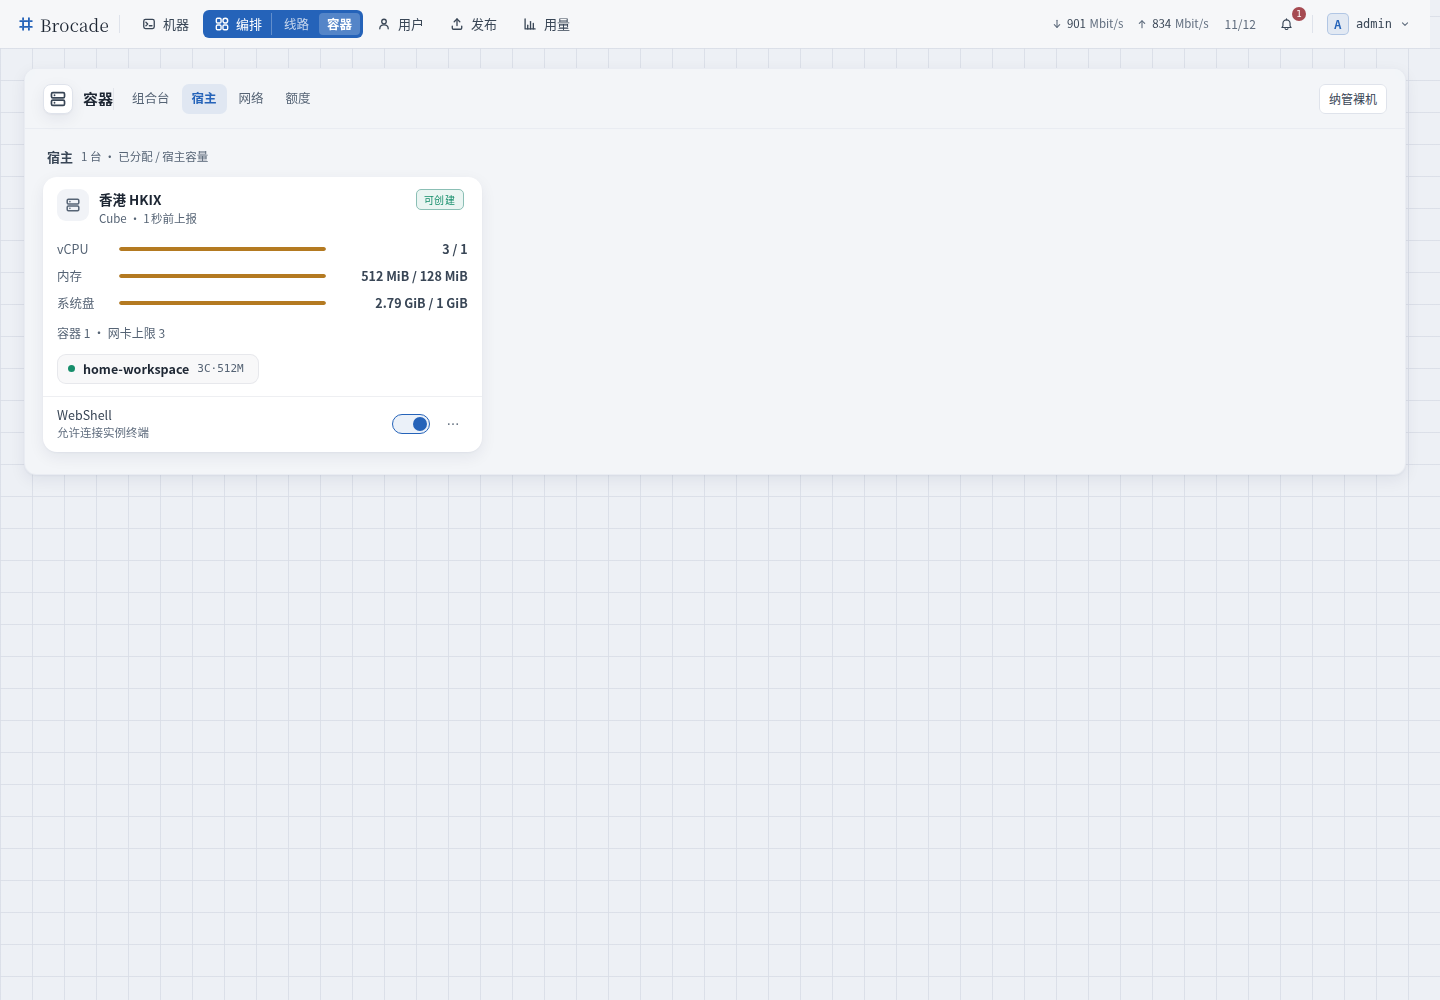 Brocade 机器 编排 线路 容器 用户 发布 用量 901 Mbit/s 834 Mbit/s 11/12 1 A admin
容器 组合台 宿主 网络 额度 纳管裸机
宿主 1 台 · 已分配 / 宿主容量
香港 HKIX 可创建
Cube · 1 秒前上报
vCPU 3 / 1
内存 512 MiB / 128 MiB
系统盘 2.79 GiB / 1 GiB
容器 1 · 网卡上限 3
home-workspace 3C·512M
WebShell
允许连接实例终端 ···